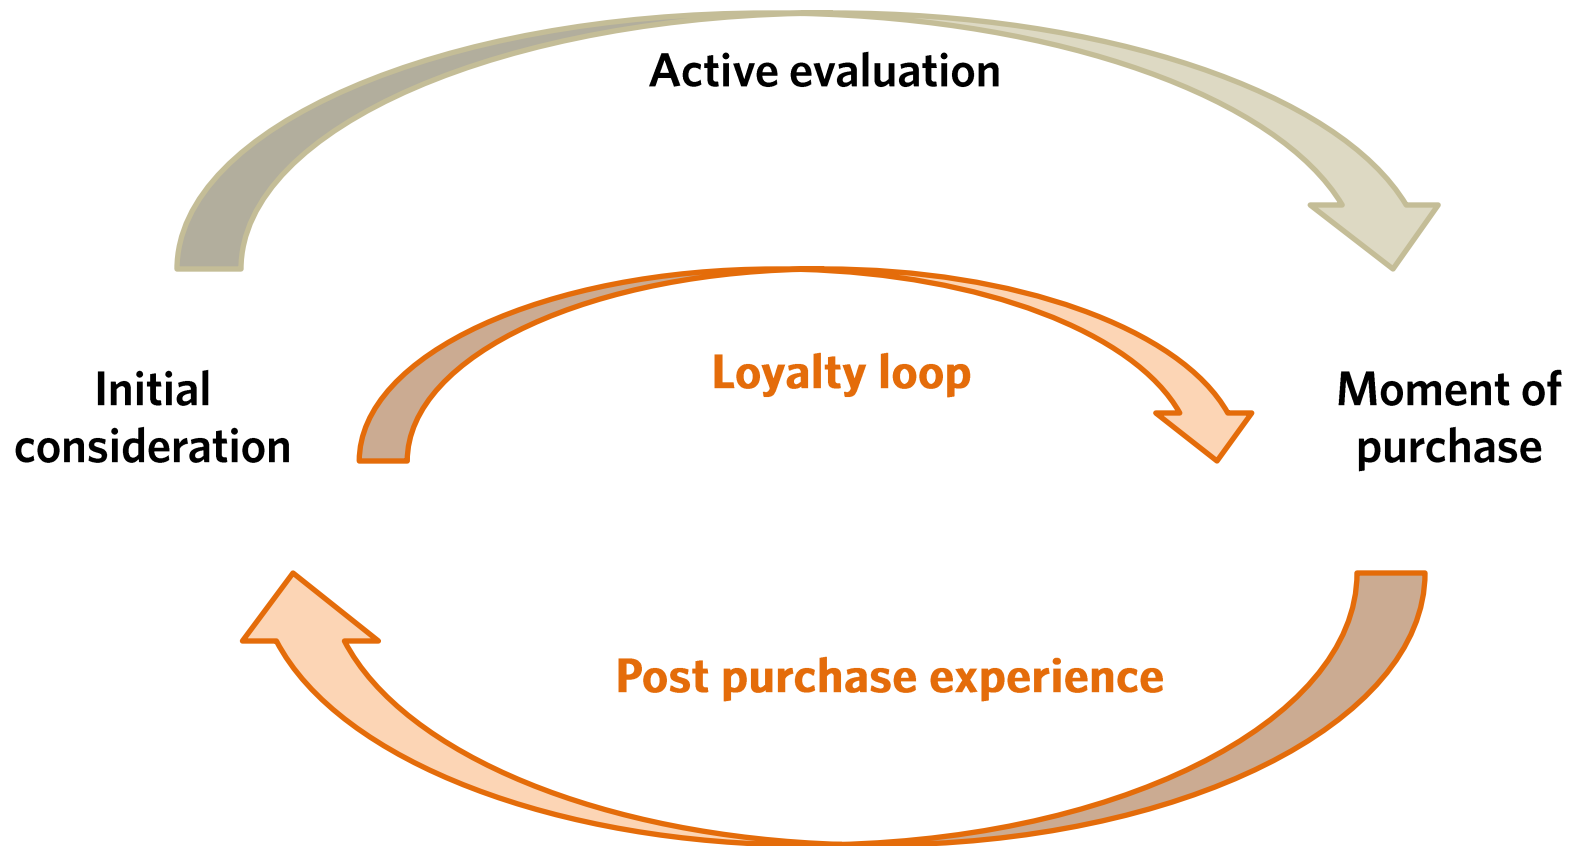 Active evaluation
Loyalty loop
Initial
consideration
Moment of
purchase
Post purchase experience